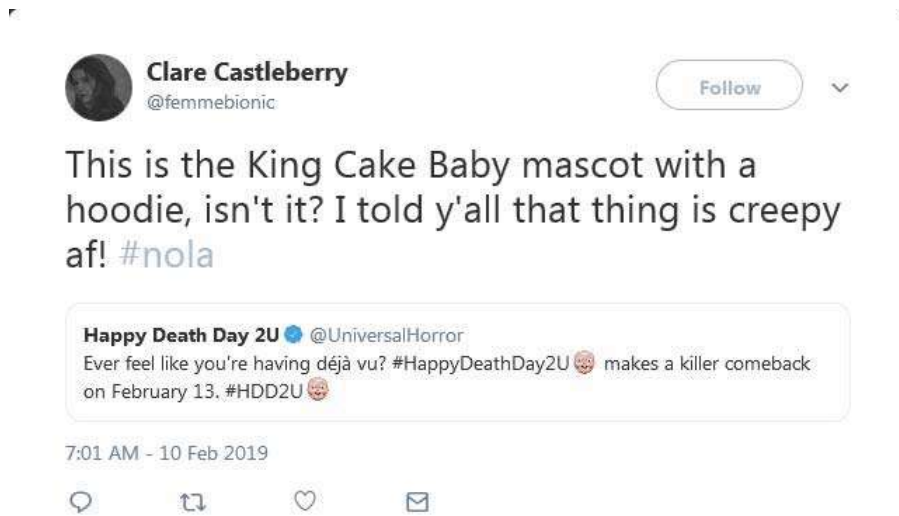 Clare Castleberry
@femmebionic
Follow
This is the King Cake Baby mascot with a
hoodie, isn't it? I told y'all that thing is creepy
af! #nola
Happy Death Day 2U @UniversalHorror
Ever feel like you're having déjà vu? #HappyDeathDay2U makes a killer comeback
on February 13. #HDD2U
7:01 AM - 10 Feb 2019